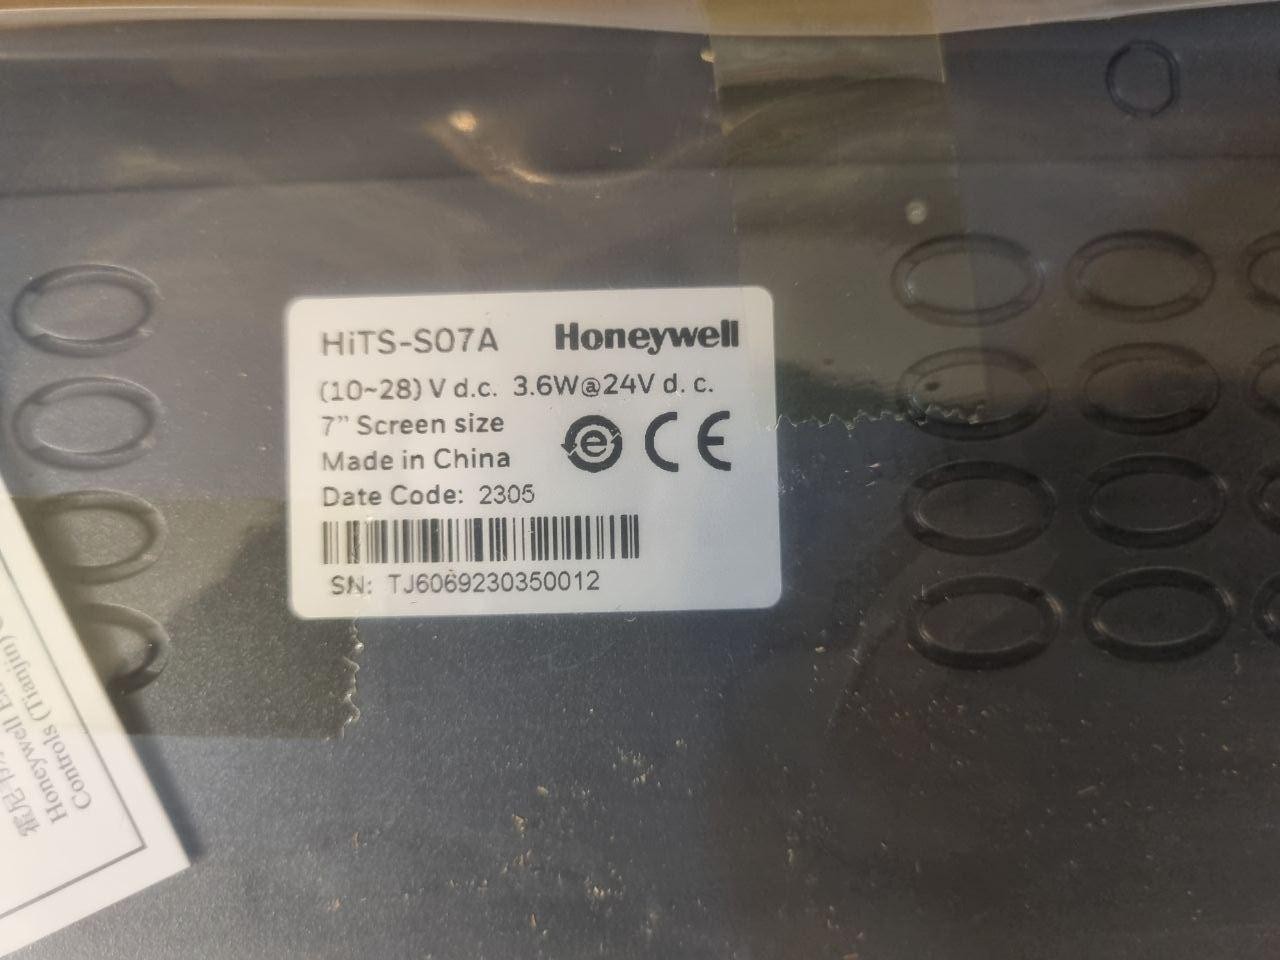 HiTS-S07A Honeywell
(10~28) V d.c. 3.6W@24V d. c.
7” Screen size
e CE
Made in China
Date Code: 2305
SN: TJ6069230350012
Honeywell
Controls (Tianjin)